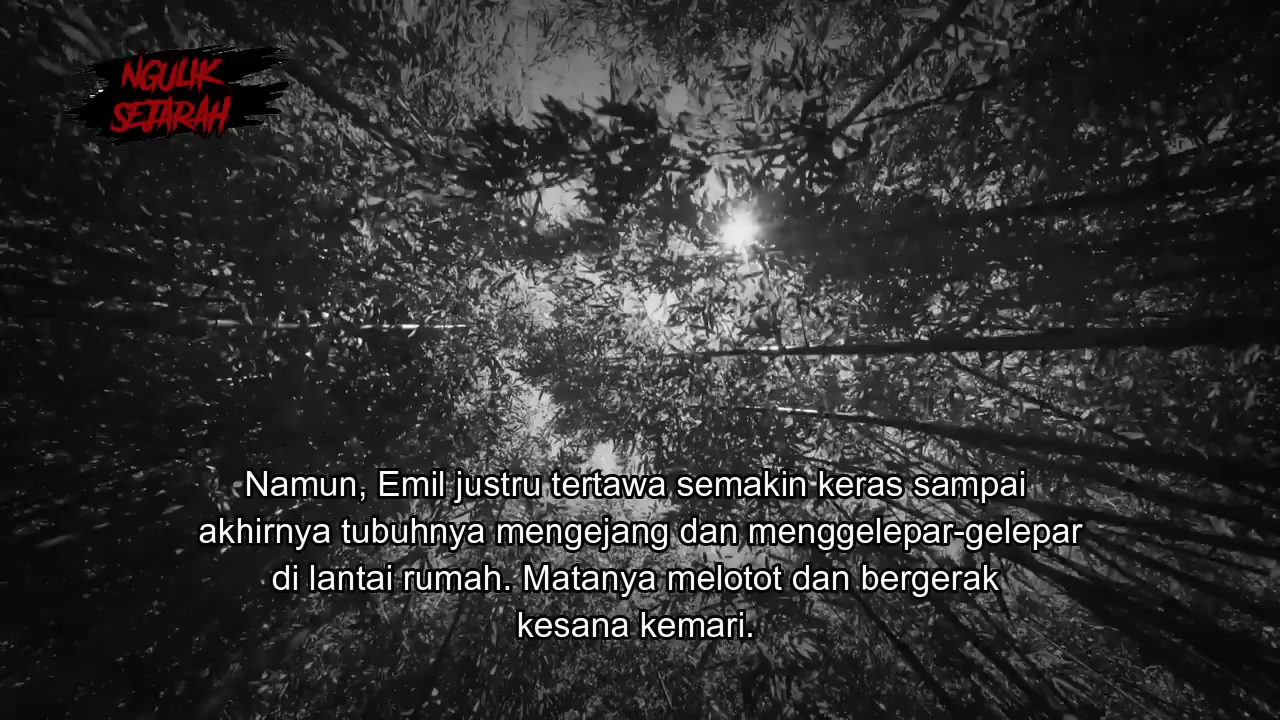 NGULIK
SEJARAH
Namun, Emil justru tertawa semakin keras sampai
akhirnya tubuhnya mengejang dan menggelepar-gelepar
di lantai rumah. Matanya melotot dan bergerak
kesana kemari.